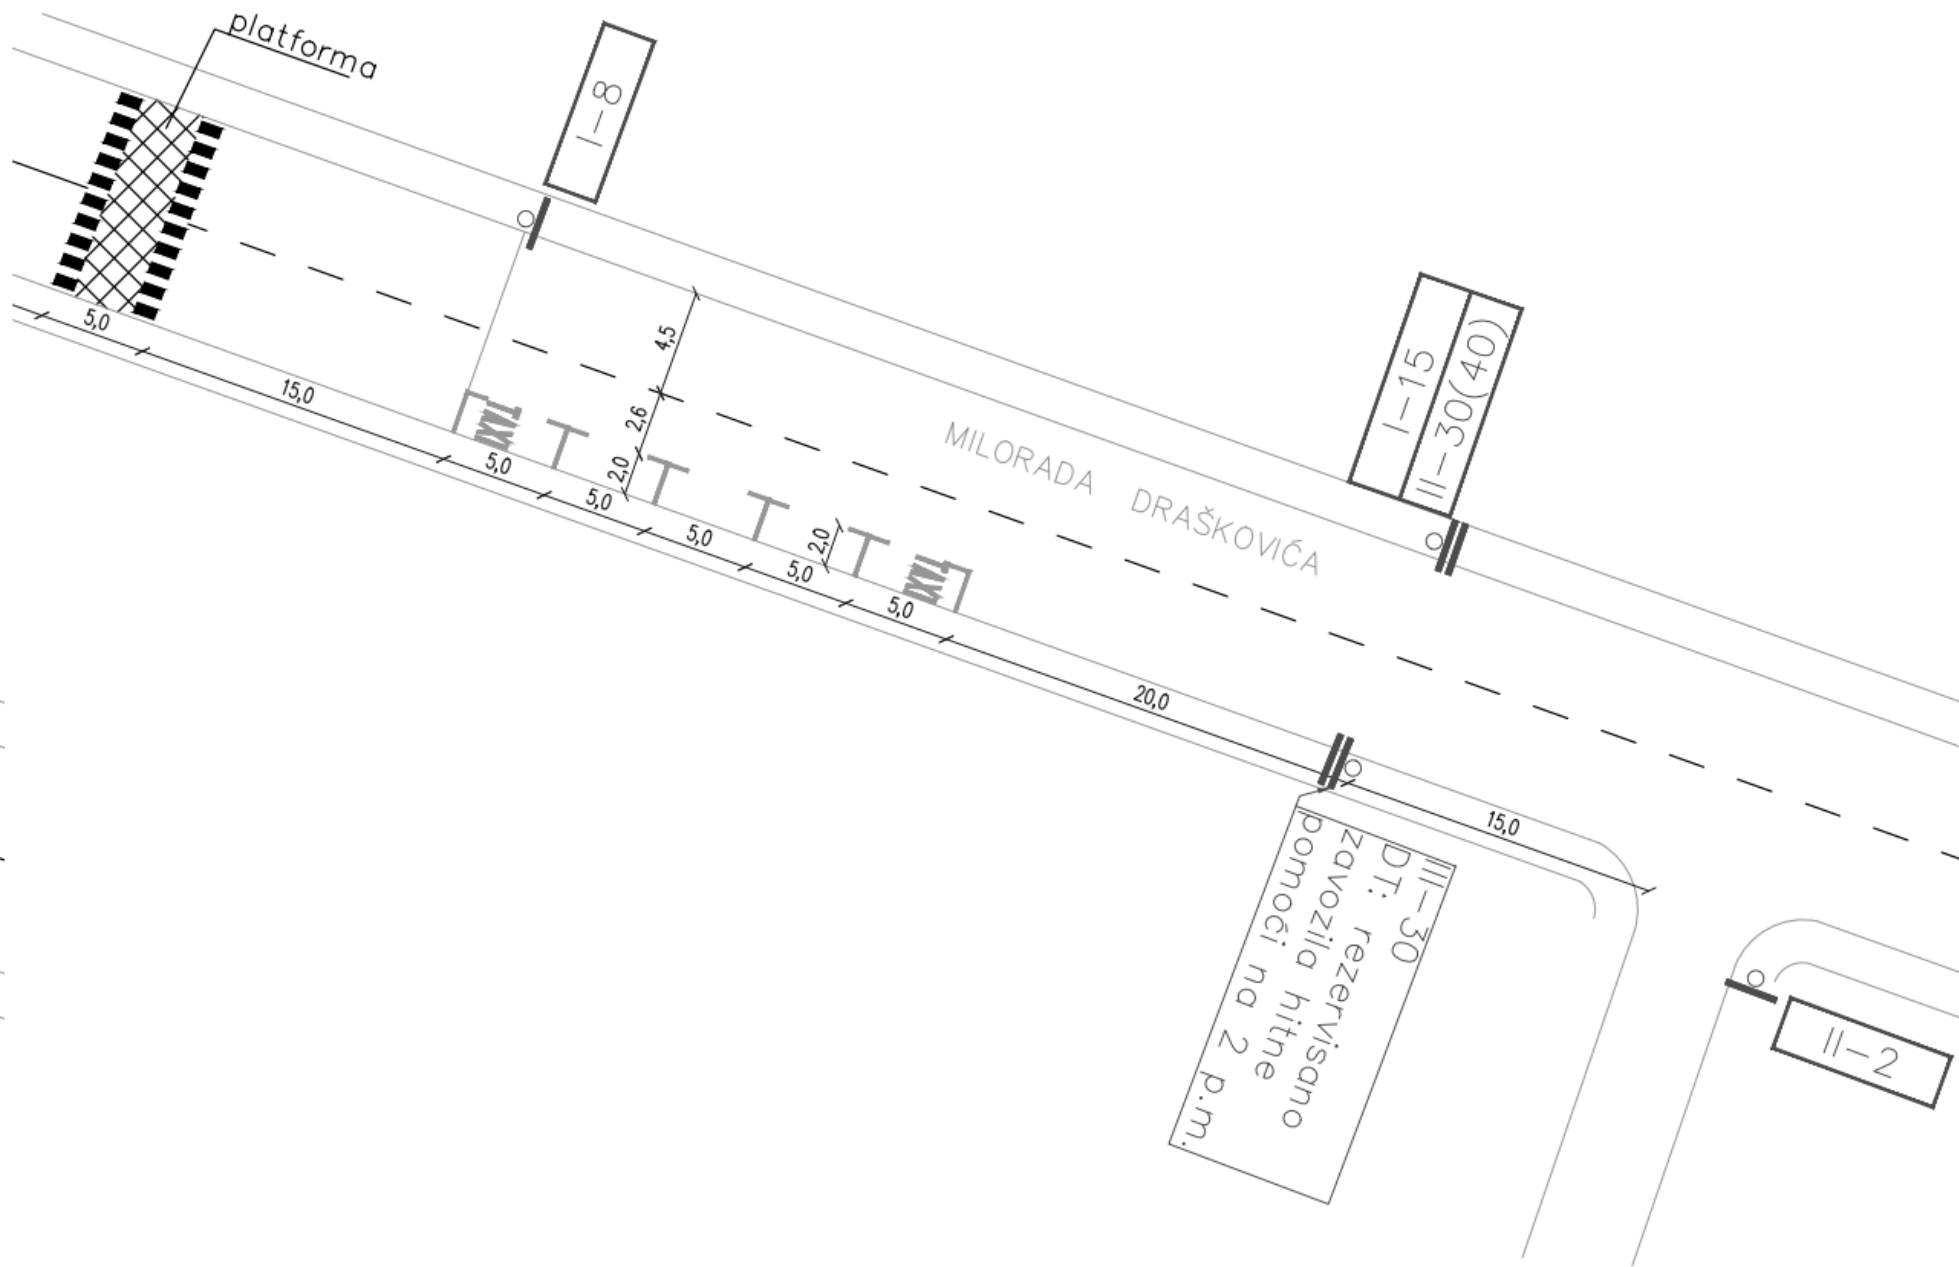 platforma
I-8
I-15
II-30(40)
4,5
2,6
2,0
5,0
15,0
TAXI
5,0
5,0
5,0
2,0
5,0
TAXI
5,0
MILORADA DRAŠKOVIĆA
20,0
15,0
III-30
DT: rezervisano
zavozila hitne
pomoći na 2 p.m.
II-2